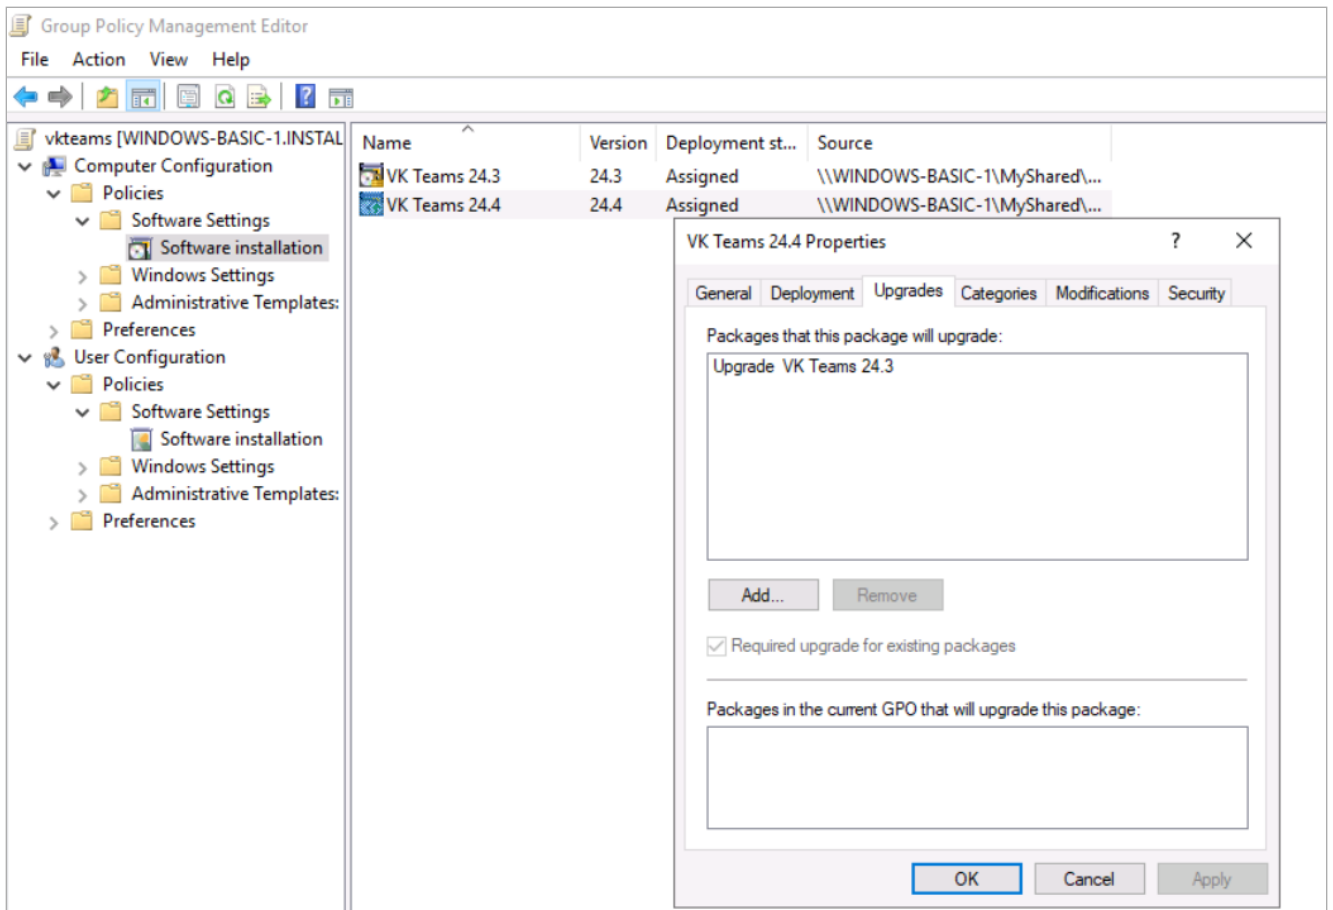 Group Policy Management Editor
File Action View Help
vkteams [WINDOWS-BASIC-1.INSTAL
Computer Configuration
Policies
Software Settings
Software installation
Windows Settings
Administrative Templates:
Preferences
User Configuration
Policies
Software Settings
Software installation
Windows Settings
Administrative Templates:
Preferences
Name Version Deployment st... Source
VK Teams 24.3 24.3 Assigned \\WINDOWS-BASIC-1\MyShared\...
VK Teams 24.4 24.4 Assigned \\WINDOWS-BASIC-1\MyShared\...
VK Teams 24.4 Properties
General Deployment Upgrades Categories Modifications Security
Packages that this package will upgrade:
Upgrade VK Teams 24.3
Add... Remove
Required upgrade for existing packages
Packages in the current GPO that will upgrade this package:
OK Cancel Apply